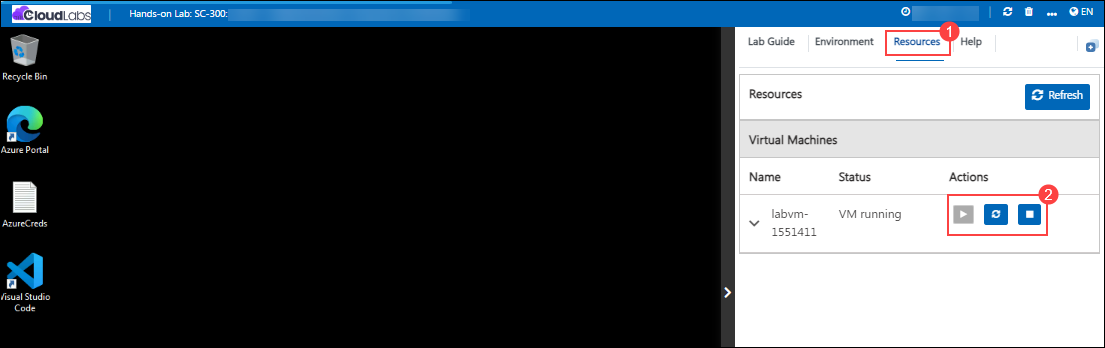 CloudLabs
Hands-on Lab: SC-300:
EN
Recycle Bin
Azure Portal
AzureCreds
Visual Studio
Code
Lab Guide
Environment
Resources
1
Help
Resources
Refresh
Virtual Machines
Name
Status
Actions
2
labvm-
1551411
VM running